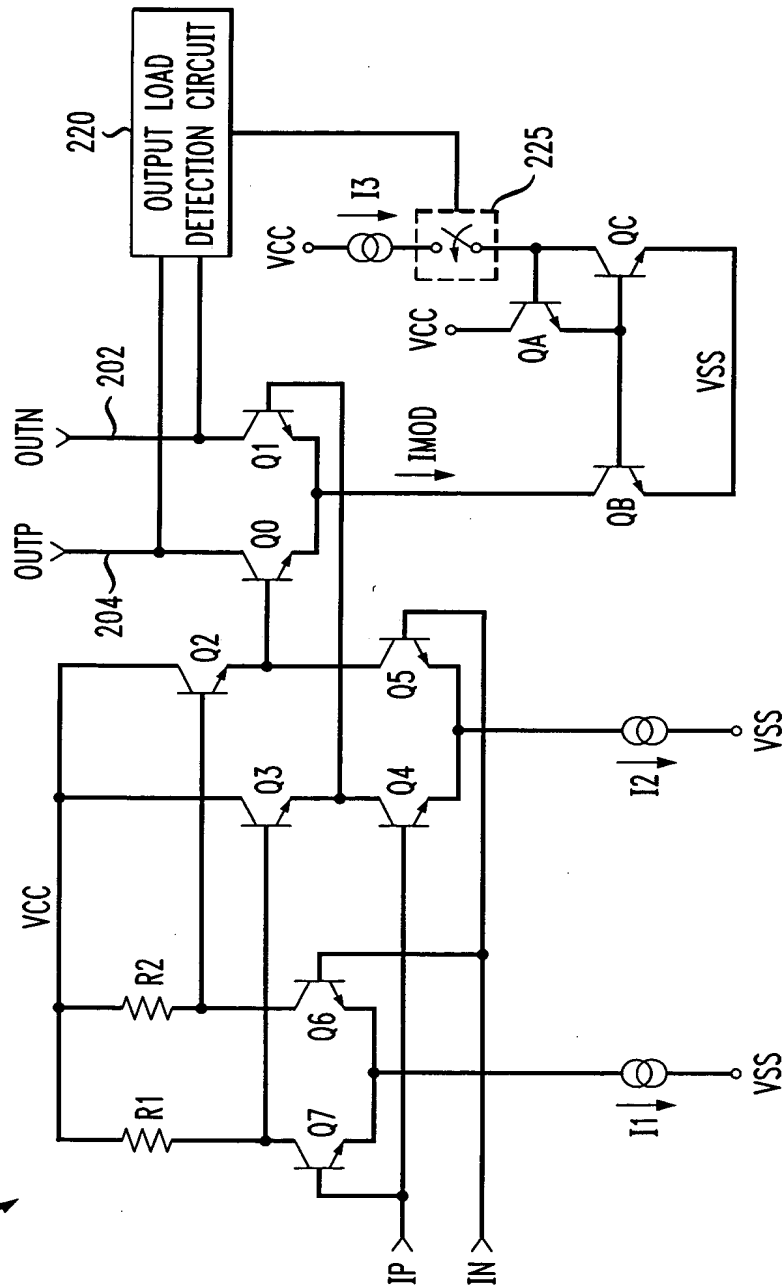 220
OUTPUT LOAD
DETECTION CIRCUIT
OUTN
202
OUTP
204
VCC
I3
225
VCC
QA
QC
Q1
Q0
IMOD
QB
VSS
VCC
Q2
Q3
Q5
Q4
I2
VSS
R2
R1
Q6
Q7
I1
VSS
IP
IN